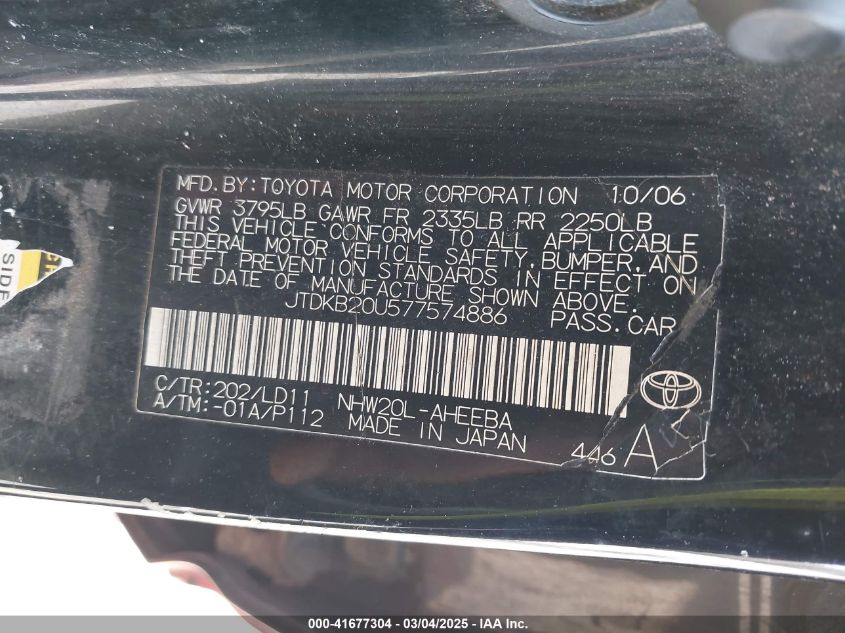 MFD.BY:TOYOTA MOTOR CORPORATION 10/06
GVWR 3795LB GAWR FR 2335LB RR 2250LB
THIS VEHICLE CONFORMS TO ALL APPLICABLE
FEDERAL MOTOR VEHICLE SAFETY,BUMPER,AND
THEFT PREVENTION STANDARDS IN EFFECT ON
THE DATE OF MANUFACTURE SHOWN ABOVE.
JTDKB20U577574886 PASS.CAR
C/TR:202/LD11 NHW20L-AHEEBA
A/TM:-01A/P112 MADE IN JAPAN
446 A
SIDE
000-41677304 - 03/04/2025 - IAA Inc.